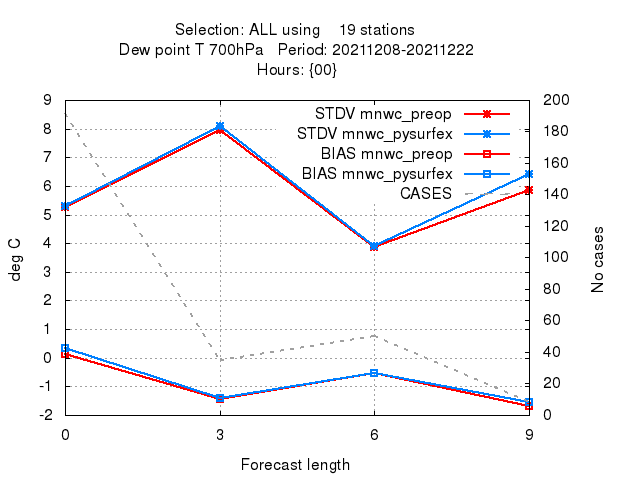 Selection: ALL using    19 stations
Dew point T 700hPa   Period: 20211208-20211222
Hours: {00}
STDV mnwc_preop
STDV mnwc_pysurfex
BIAS mnwc_preop
BIAS mnwc_pysurfex
CASES
deg C
9
8
7
6
5
4
3
2
1
0
-1
-2
No cases
200
180
160
140
120
100
80
60
40
20
0
0 3 6 9
Forecast length